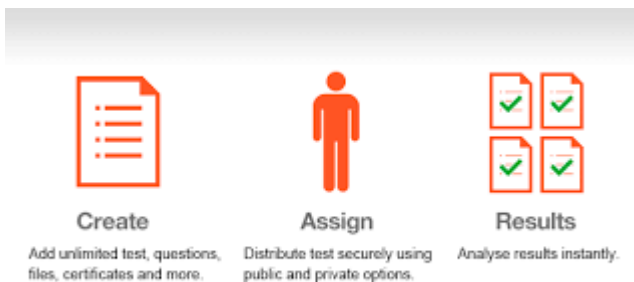 Create
Add unlimited test, questions,
files, certificates and more.
Assign
Distribute test securely using
public and private options.
Results
Analyse results instantly.